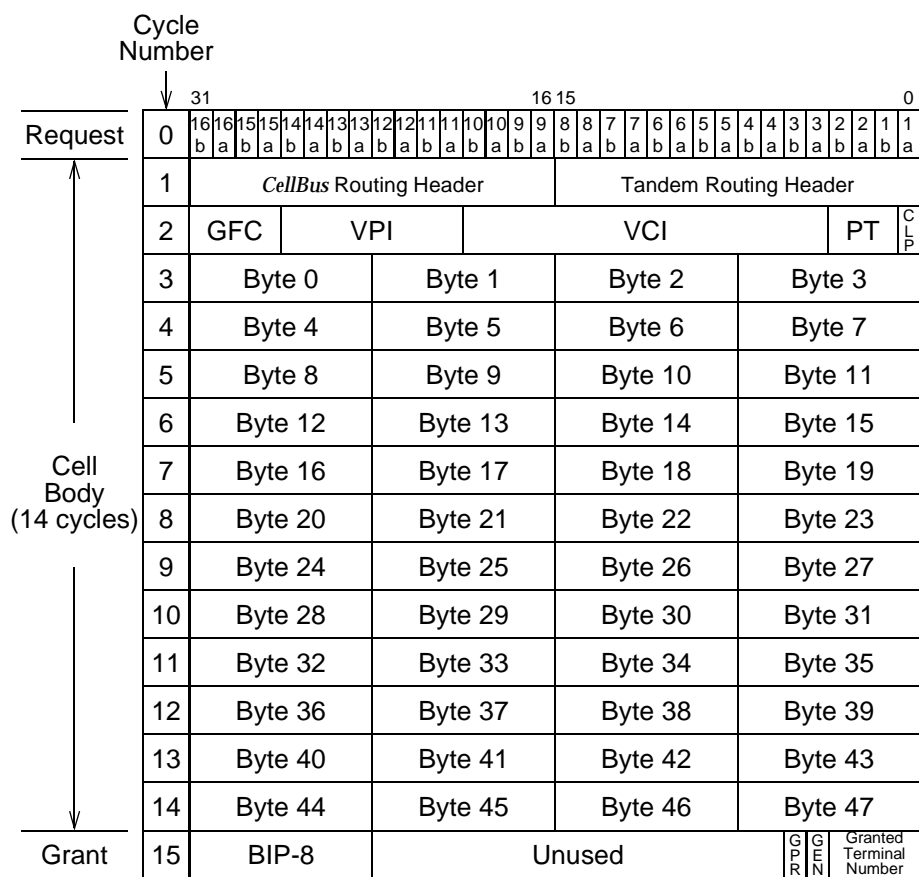 Cycle
Number
31 16 15 0
Request 0 16 b 16 a 15 b 15 a 14 b 14 a 13 b 13 a 12 b 12 a 11 b 11 a 10 b 10 a 9 b 9 a 8 b 8 a 7 b 7 a 6 b 6 a 5 b 5 a 4 b 4 a 3 b 3 a 2 b 2 a 1 b 1 a
1 CellBus Routing Header Tandem Routing Header
2 GFC VPI VCI PT CLP
3 Byte 0 Byte 1 Byte 2 Byte 3
4 Byte 4 Byte 5 Byte 6 Byte 7
5 Byte 8 Byte 9 Byte 10 Byte 11
6 Byte 12 Byte 13 Byte 14 Byte 15
Cell
Body
(14 cycles)
7 Byte 16 Byte 17 Byte 18 Byte 19
8 Byte 20 Byte 21 Byte 22 Byte 23
9 Byte 24 Byte 25 Byte 26 Byte 27
10 Byte 28 Byte 29 Byte 30 Byte 31
11 Byte 32 Byte 33 Byte 34 Byte 35
12 Byte 36 Byte 37 Byte 38 Byte 39
13 Byte 40 Byte 41 Byte 42 Byte 43
14 Byte 44 Byte 45 Byte 46 Byte 47
Grant 15 BIP-8 Unused GPR GEN Granted
Terminal
Number